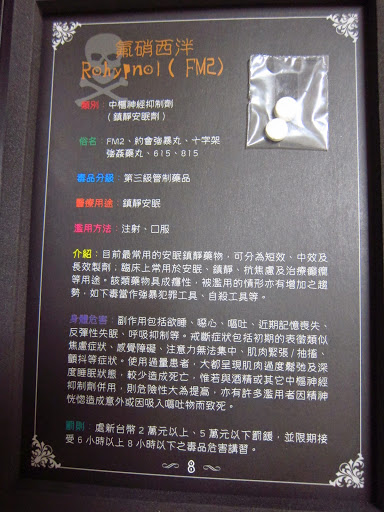 氟硝西泮
Rohypnol ( FM2)
類別：中樞神經抑制劑
(鎮靜安眠劑)
俗名：FM2、約會強暴丸、十字架
強姦藥丸、615、815
毒品分級：第三級管制藥品
醫療用途：鎮靜安眠
濫用方法：注射、口服
介紹：目前最常用的安眠鎮靜藥物，可分為短效、中效及
長效製劑；臨床上常用於安眠、鎮靜、抗焦慮及治療癲癇
等用途。該類藥物具成癮性，被濫用的情形亦有增加之趨
勢，如下毒當作強暴犯罪工具、自殺工具等。
身體危害：副作用包括欲睡、噁心、嘔吐、近期記憶喪失、
反彈性失眠、呼吸抑制等。戒斷症狀包括初期的表徵類似
焦慮症狀、感覺障礙、注意力無法集中、肌肉緊張/抽搐、
顫抖等症狀。使用過量患者，大都呈現肌肉過度鬆弛及深
度睡眠狀態，較少造成死亡，惟若與酒精或其它中樞神經
抑制劑併用，則危險性大為提高，亦有許多濫用者因精神
恍惚造成意外或因吸入嘔吐物而致死。
罰則：處新台幣2萬元以上、5萬元以下罰鍰，並限期接
受6小時以上8小時以下之毒品危害講習。
8